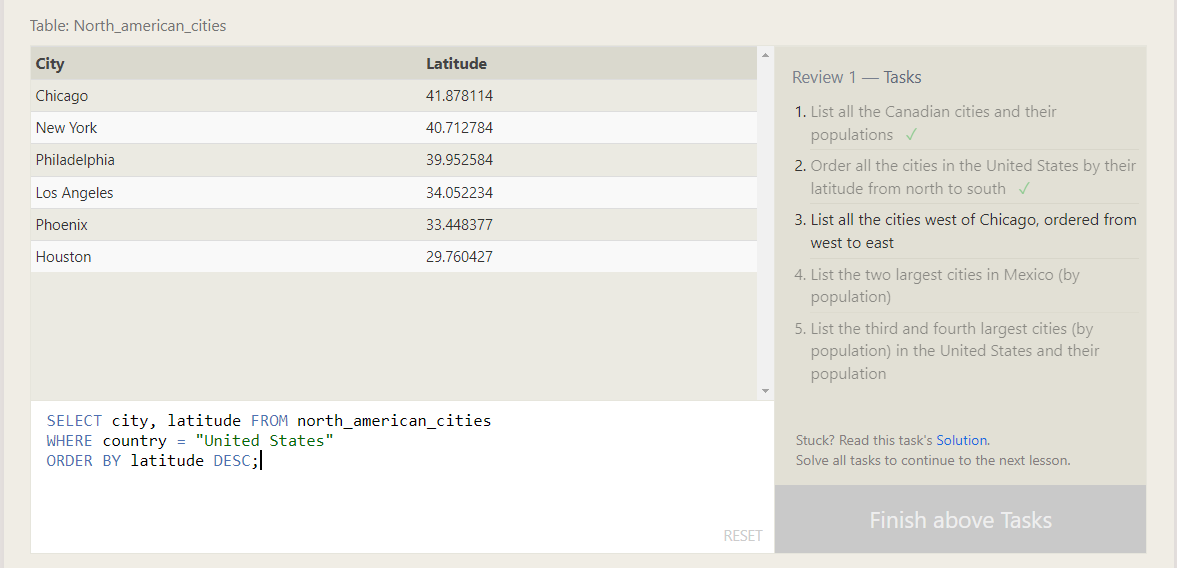 Table: North_american_cities
City Latitude
Chicago 41.878114
New York 40.712784
Philadelphia 39.952584
Los Angeles 34.052234
Phoenix 33.448377
Houston 29.760427
SELECT city, latitude FROM north_american_cities
WHERE country = "United States"
ORDER BY latitude DESC;
RESET
Review 1 — Tasks
1. List all the Canadian cities and their
populations ✓
2. Order all the cities in the United States by their
latitude from north to south ✓
3. List all the cities west of Chicago, ordered from
west to east
4. List the two largest cities in Mexico (by
population)
5. List the third and fourth largest cities (by
population) in the United States and their
population
Stuck? Read this task's Solution.
Solve all tasks to continue to the next lesson.
Finish above Tasks